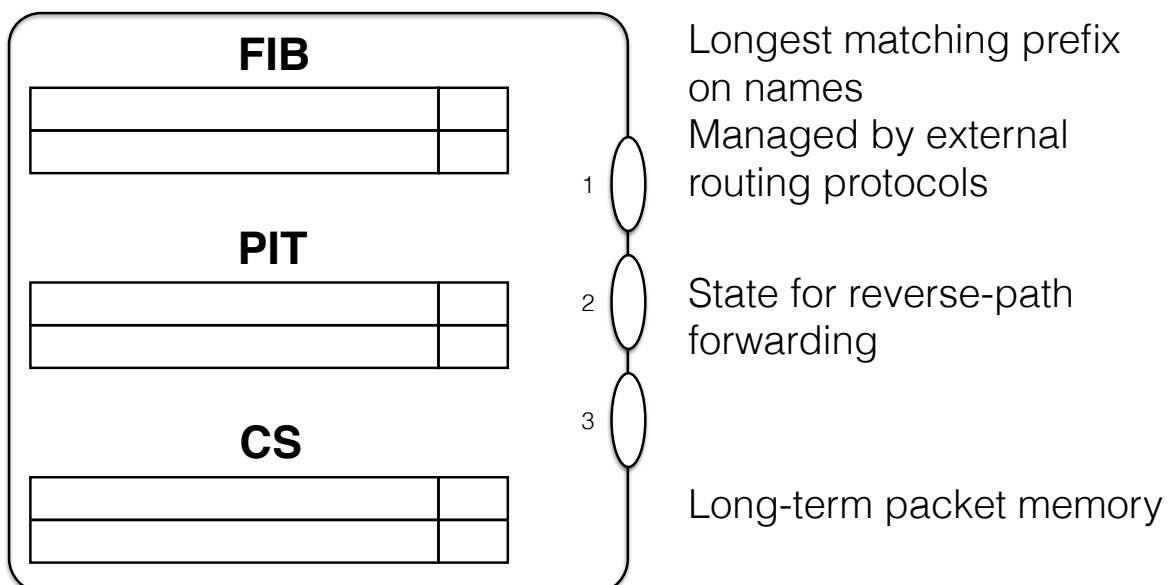 FIB
Longest matching prefix
on names
Managed by external
routing protocols
1
PIT
2
State for reverse-path
forwarding
3
CS
Long-term packet memory